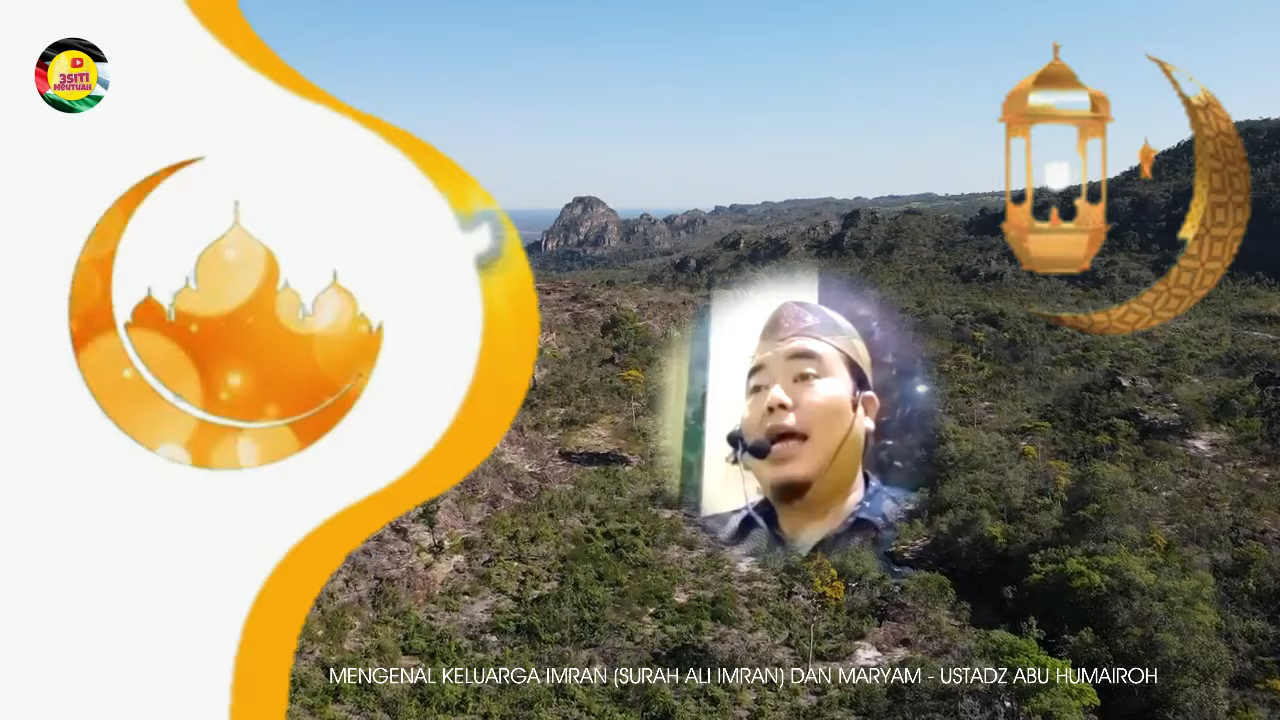 3SITI
MEUTUAH
MENGENAL KELUARGA IMRAN (SURAH ALI IMRAN) DAN MARYAM - USTADZ ABU HUMAIROH